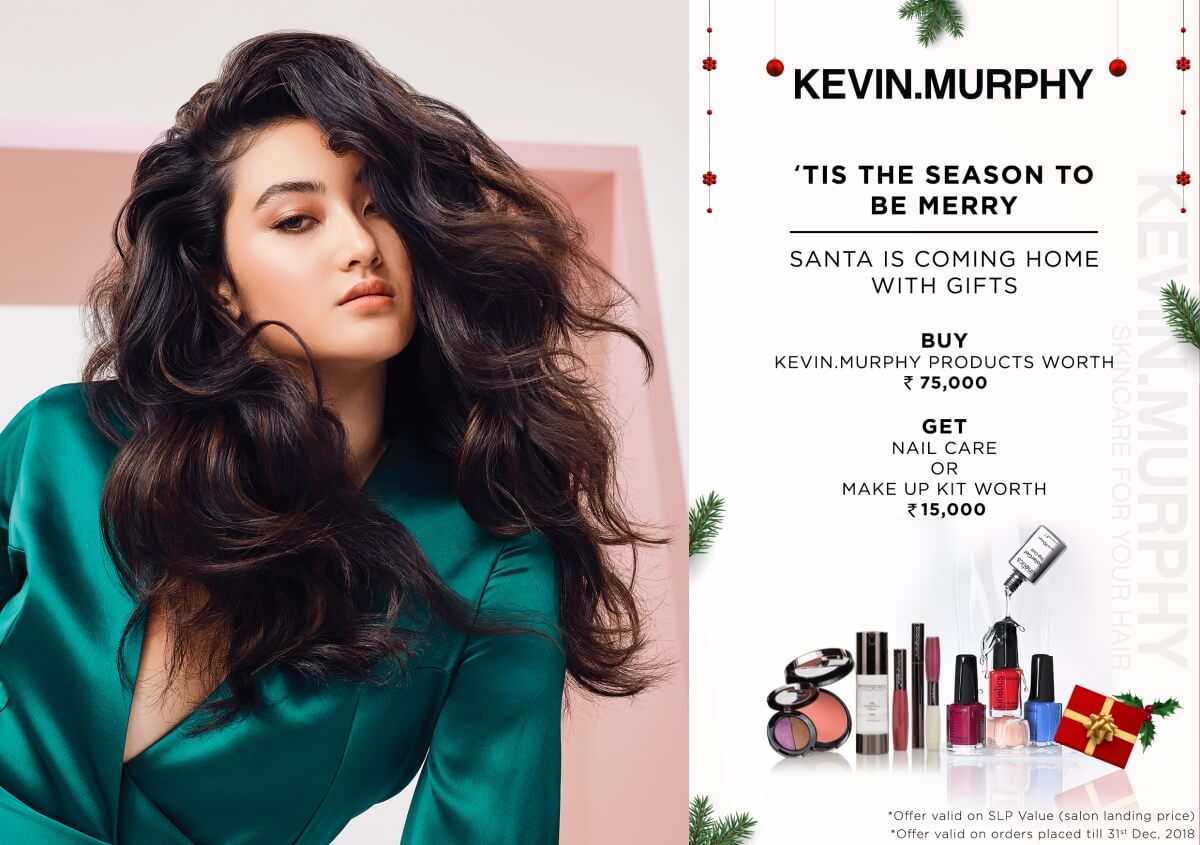 KEVIN.MURPHY
‘TIS THE SEASON TO
BE MERRY
SANTA IS COMING HOME
WITH GIFTS
BUY
KEVIN.MURPHY PRODUCTS WORTH
₹ 75,000
GET
NAIL CARE
OR
MAKE UP KIT WORTH
₹ 15,000
KEVIN.MURPHY
SKINCARE FOR YOUR HAIR
kinetics
kinetics
*Offer valid on SLP Value (salon landing price)
*Offer valid on orders placed till 31st Dec, 2018